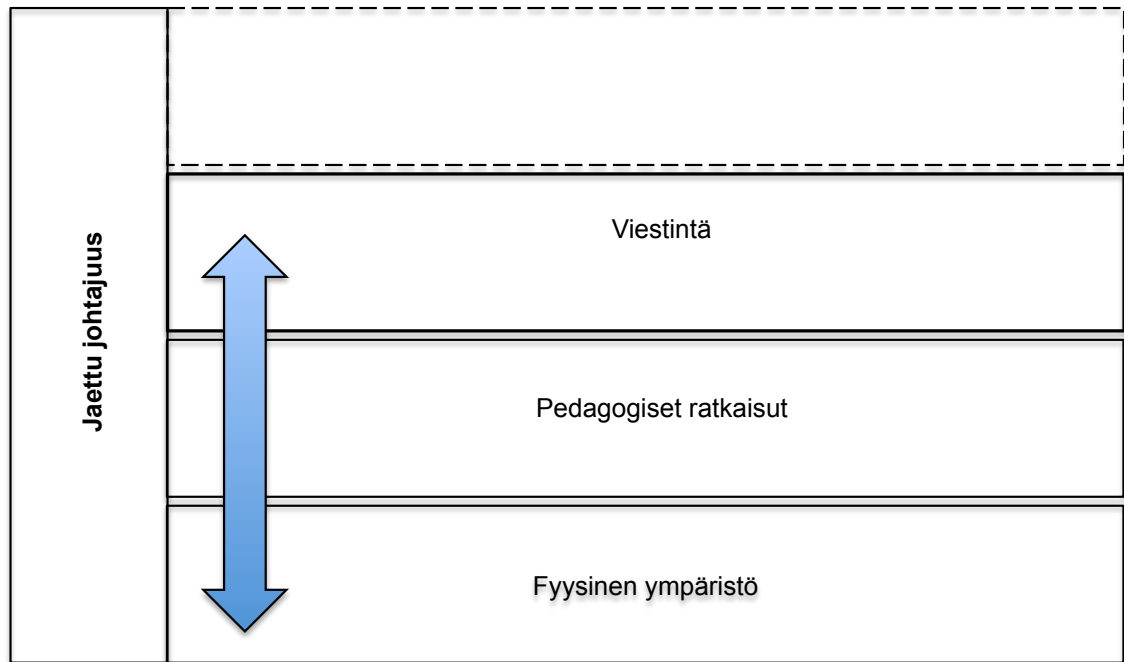 Jaettu johtajuus
Viestintä
Pedagogiset ratkaisut
Fyysinen ympäristö